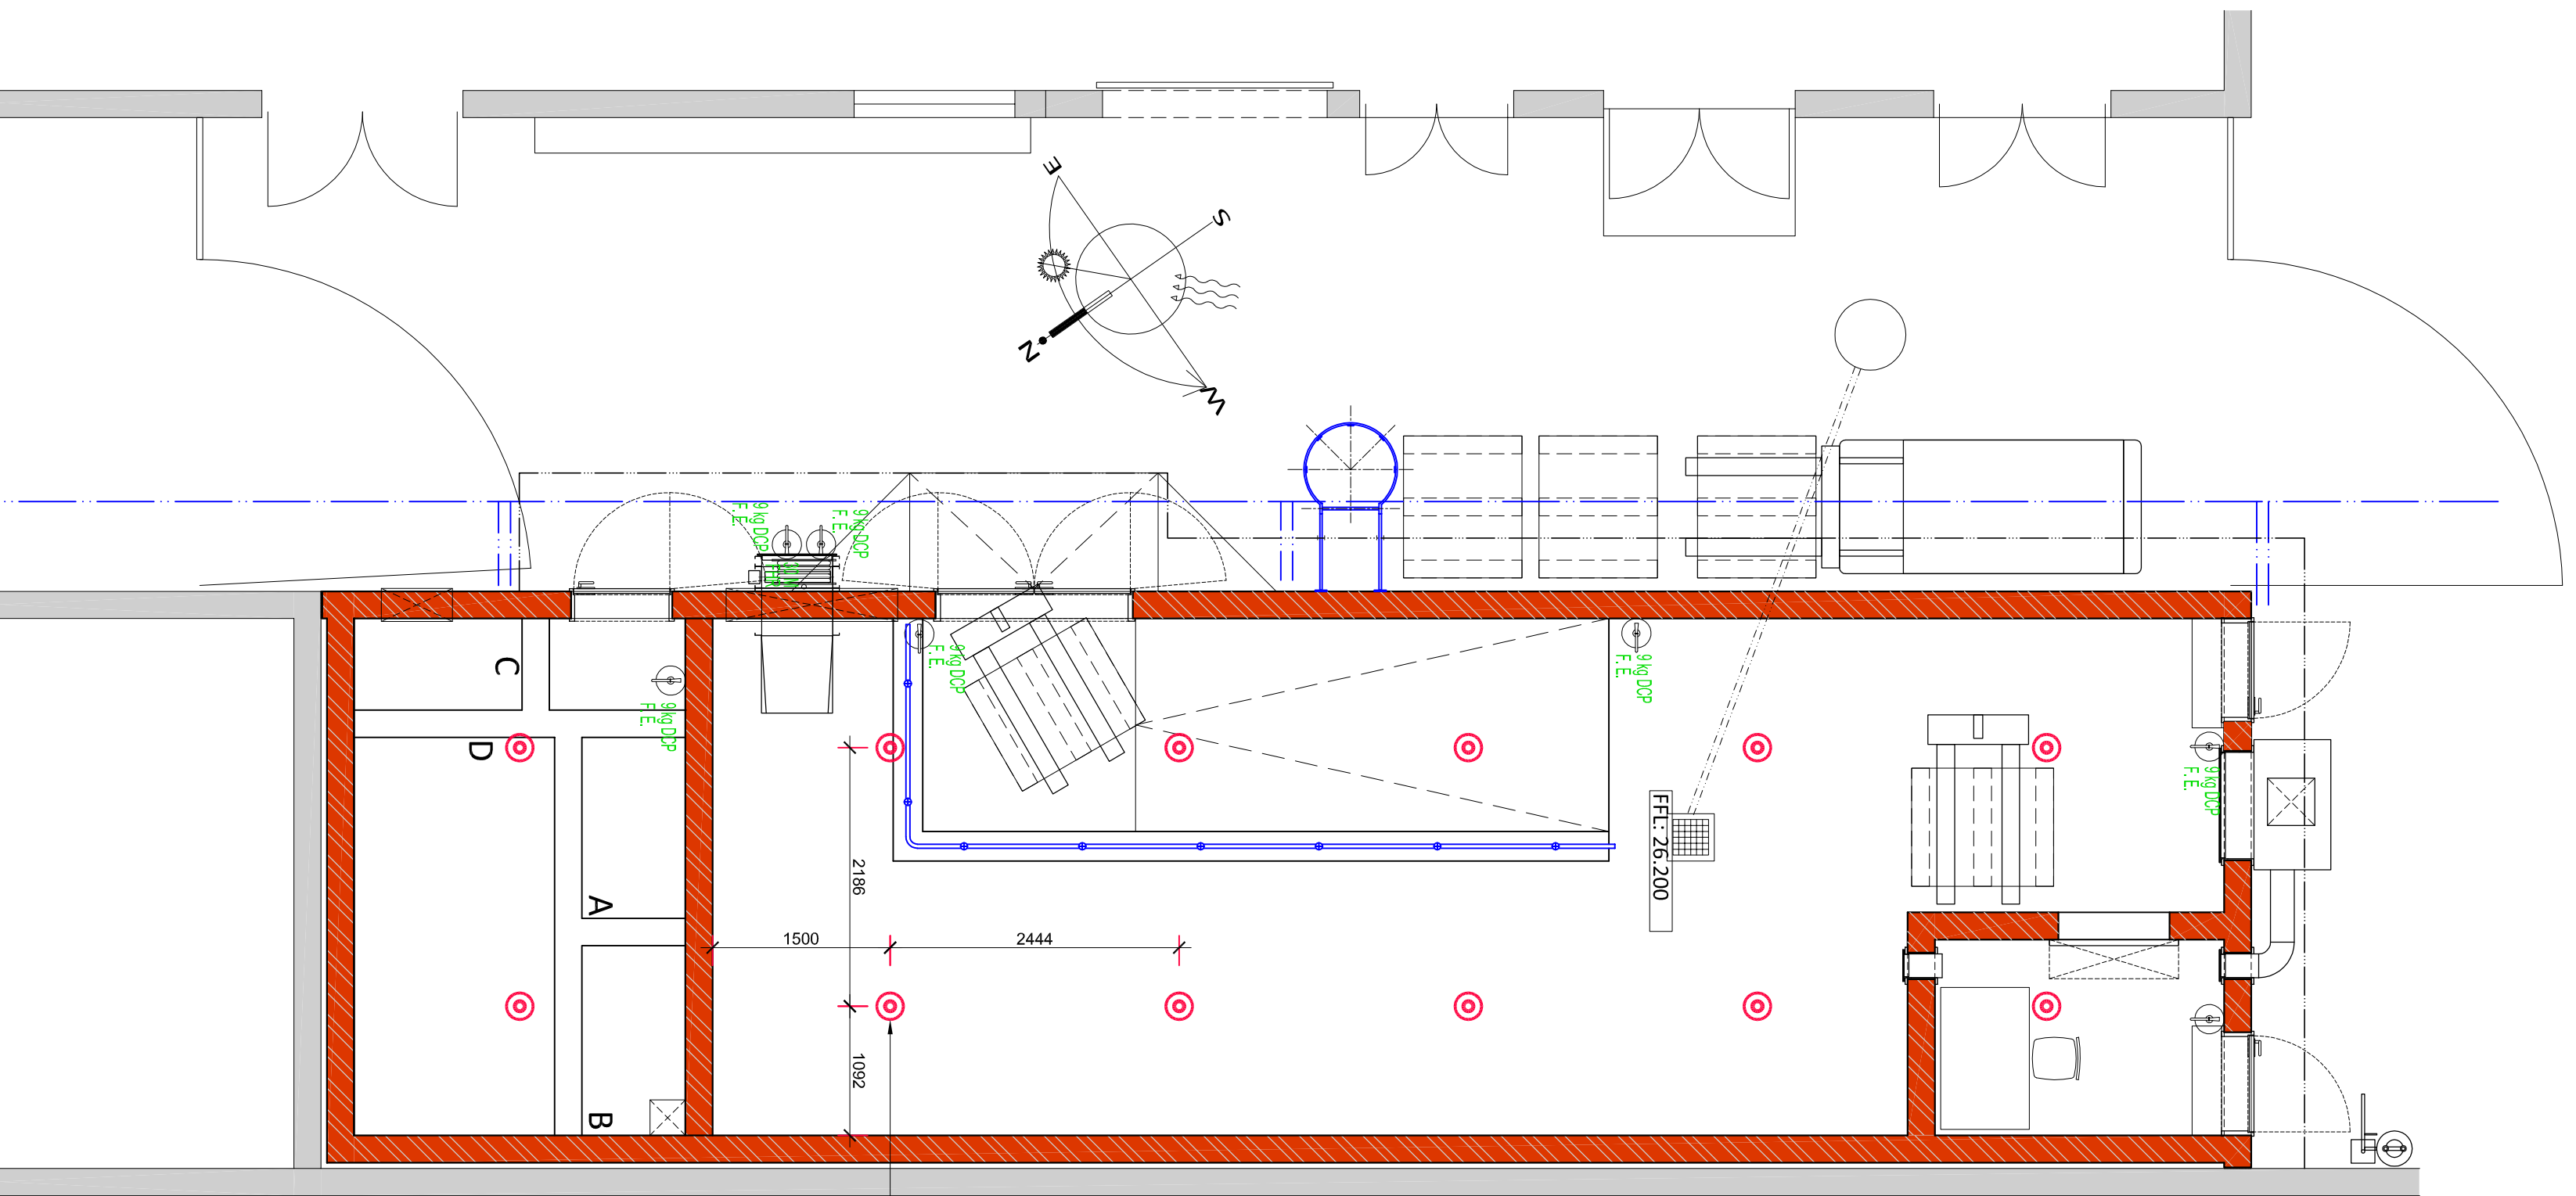 E
S
N
W
9 kg DCP
F. E.
9 kg DCP
F. E.
9 kg DCP
F. E.
9 kg DCP
F. E.
9 kg DCP
F. E.
9 kg DCP
F. E.
C
D
A
B
2186
1500
2444
1092
FFL: 26.200